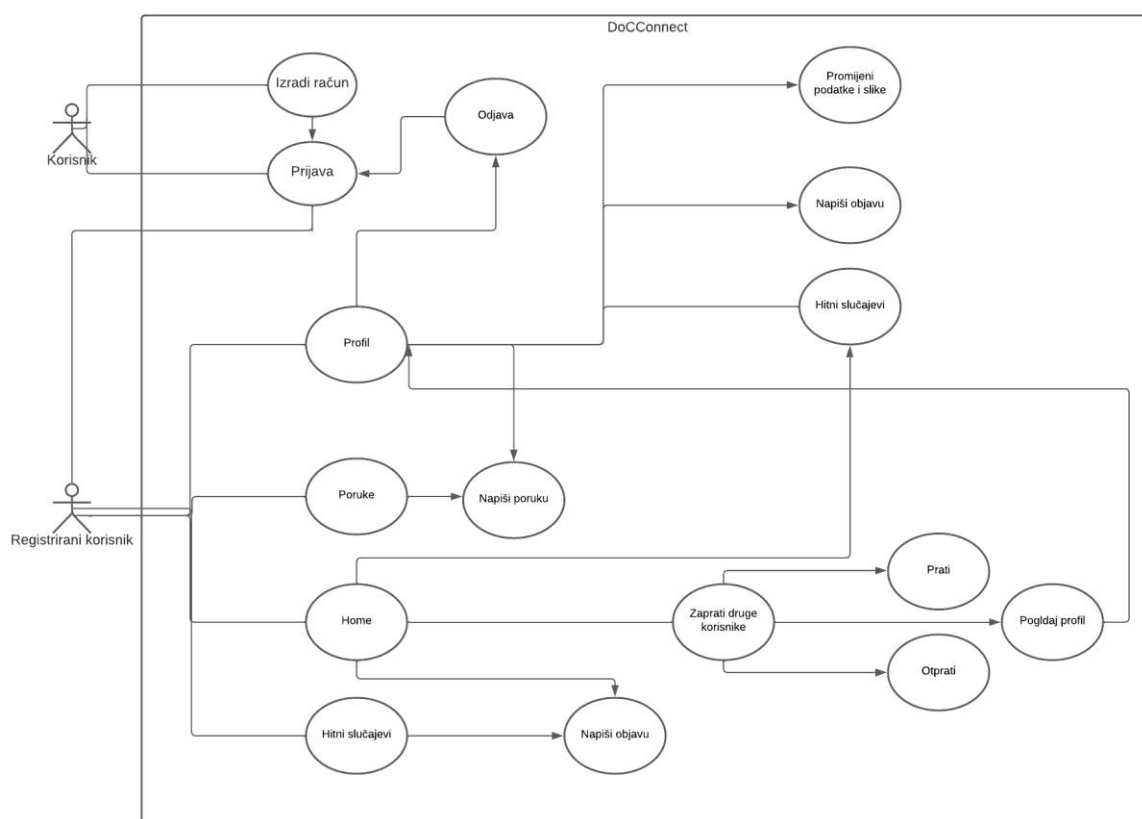 DoCConnect
Izradi račun
Promijeni
podatke i slike
Odjava
Korisnik
Prijava
Napiši objavu
Hitni slučajevi
Profil
Poruke
Napiši poruku
Registrirani korisnik
Prati
Home
Zaprati druge
korisnike
Pogldaj profil
Otprati
Hitni slučajevi
Napiši objavu